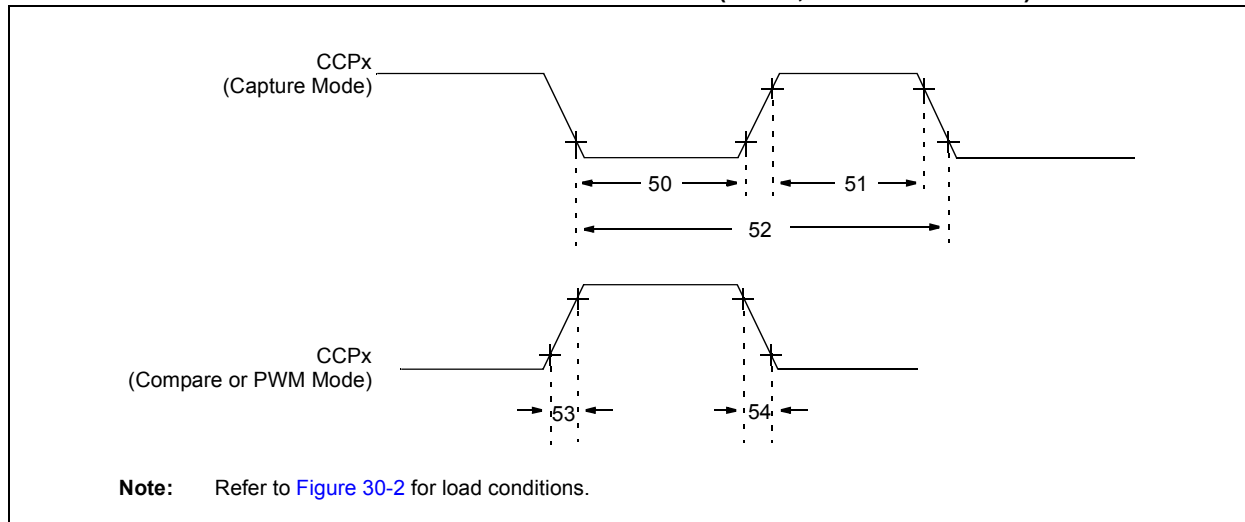 CCPx
(Capture Mode)
50
51
52
CCPx
(Compare or PWM Mode)
53
54
Note: Refer to Figure 30-2 for load conditions.